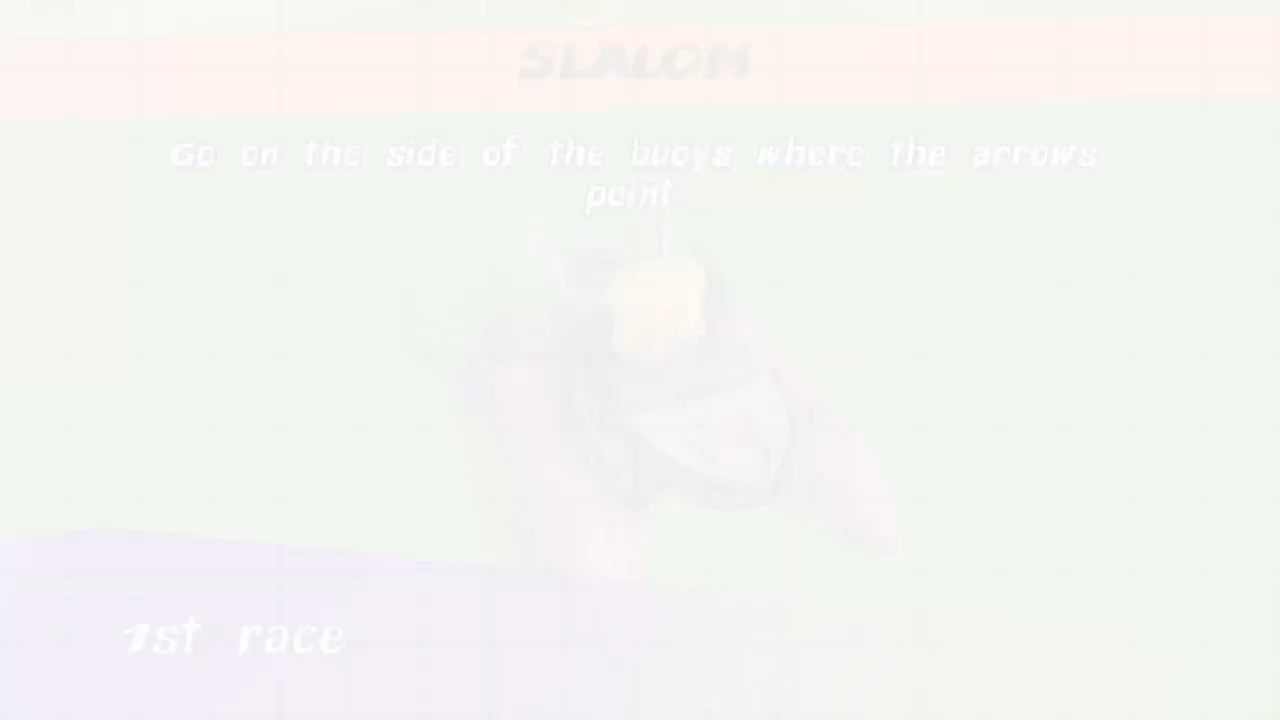 SLALOM
Go on the side of the buoys where the arrows
point
1st race